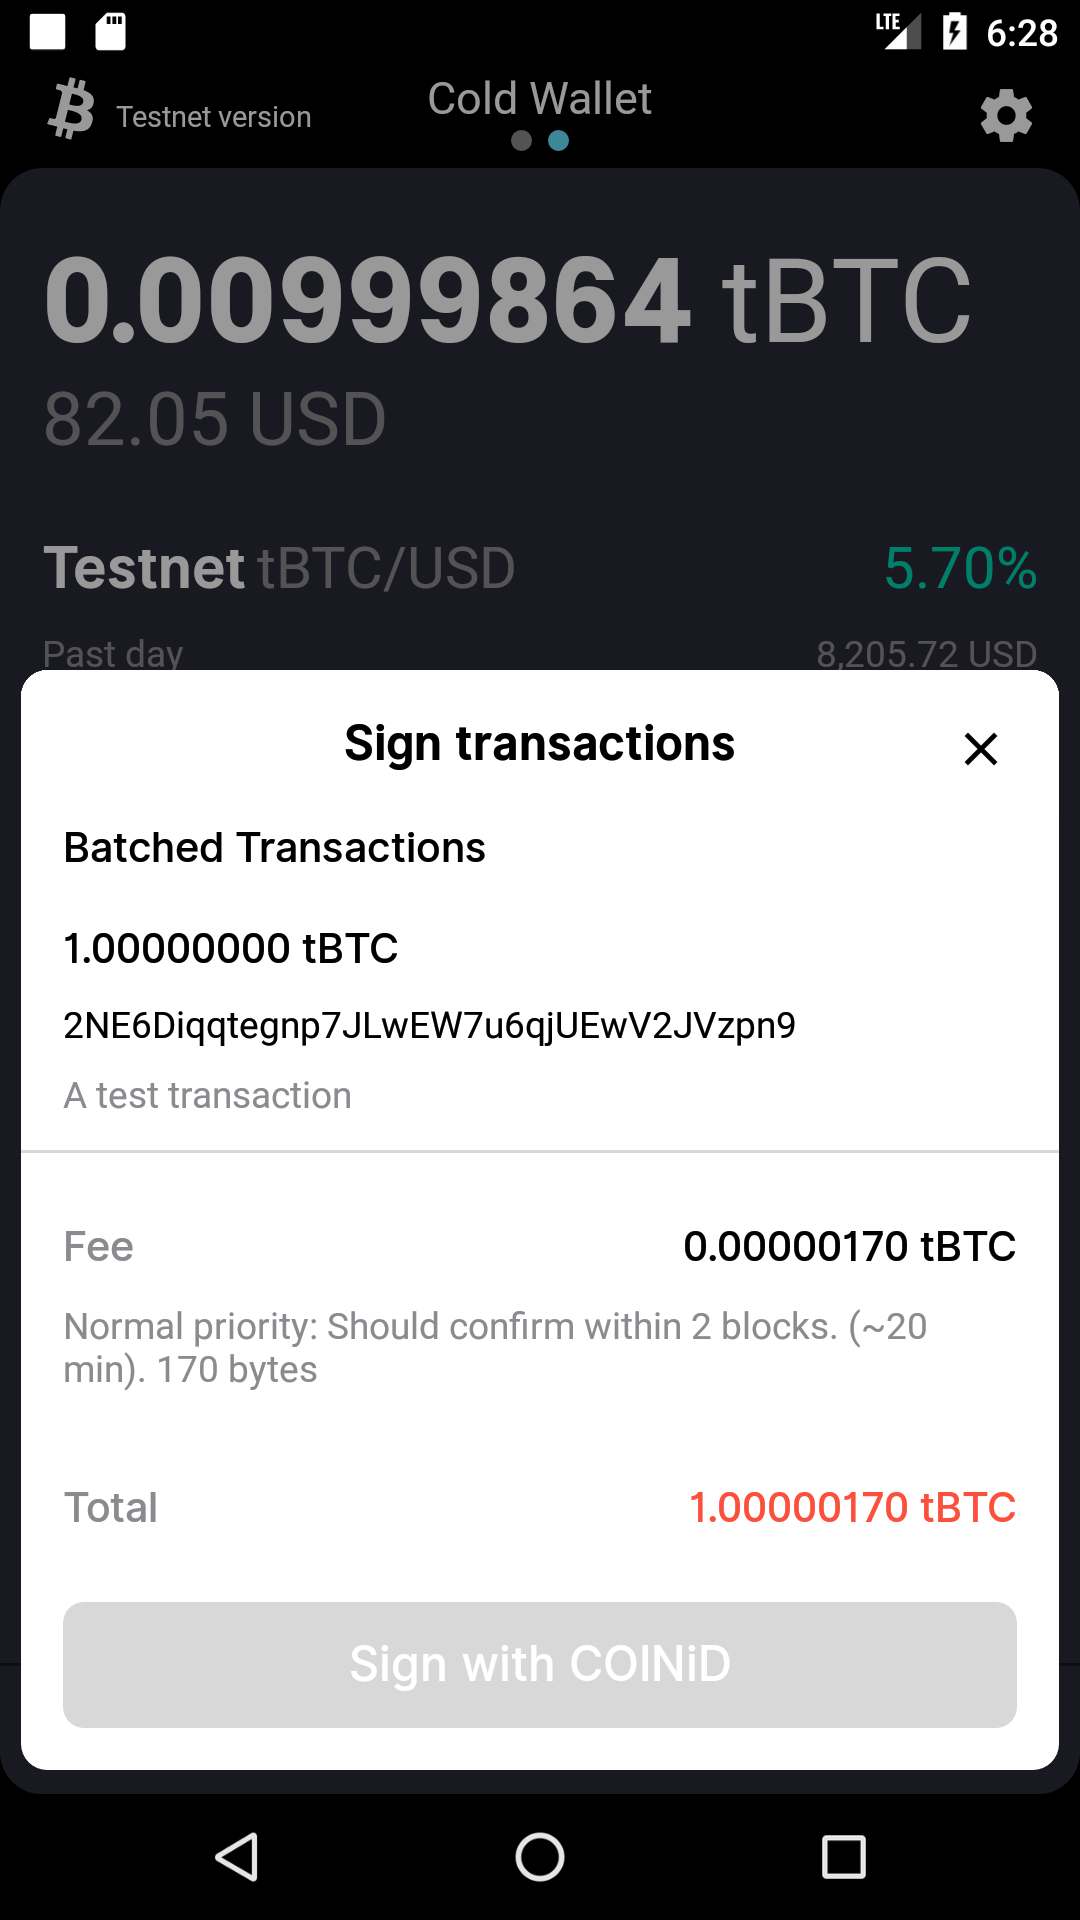 LTE 6:28
Testnet version
Cold Wallet
0.00999864 tBTC
82.05 USD
Testnet tBTC/USD 5.70%
Past day 8,205.72 USD
Sign transactions
Batched Transactions
1.00000000 tBTC
2NE6Diqqtegnp7JLwEW7u6qjUEwV2JVzpn9
A test transaction
Fee 0.00000170 tBTC
Normal priority: Should confirm within 2 blocks. (~20
min). 170 bytes
Total 1.00000170 tBTC
Sign with COINiD